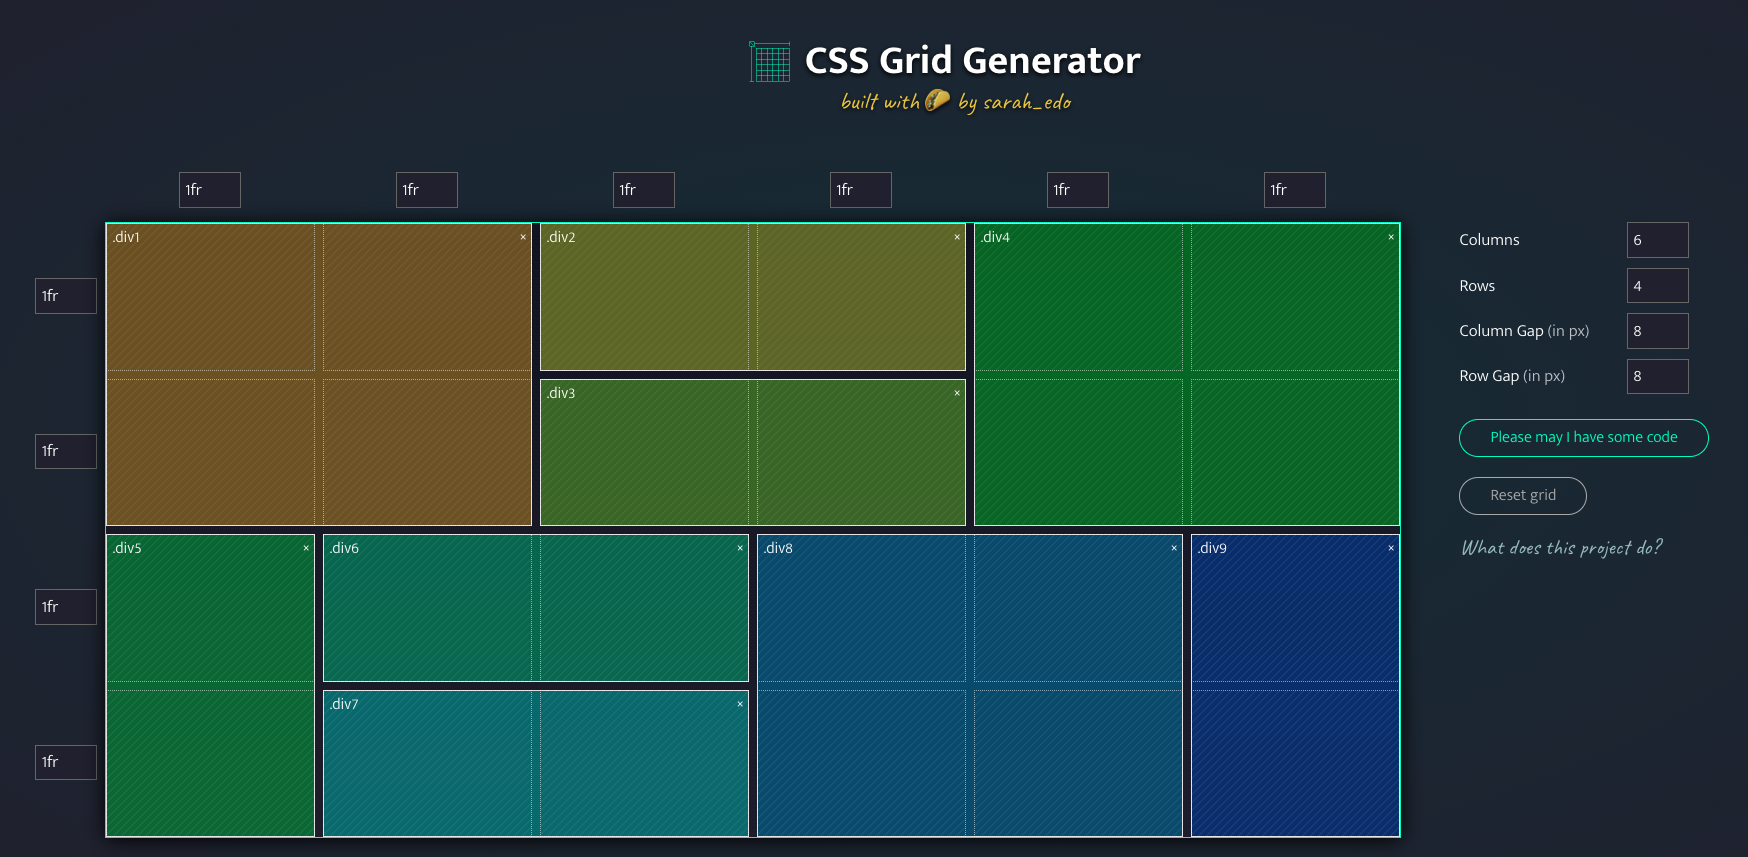 CSS Grid Generator
built with by sarah_edo
1fr 1fr 1fr 1fr 1fr 1fr
1fr
1fr
1fr
1fr
.div1 ×
.div2 ×
.div4 ×
.div3 ×
.div5 ×
.div6 ×
.div8 ×
.div9 ×
.div7 ×
Columns 6
Rows 4
Column Gap (in px) 8
Row Gap (in px) 8
Please may I have some code
Reset grid
What does this project do?